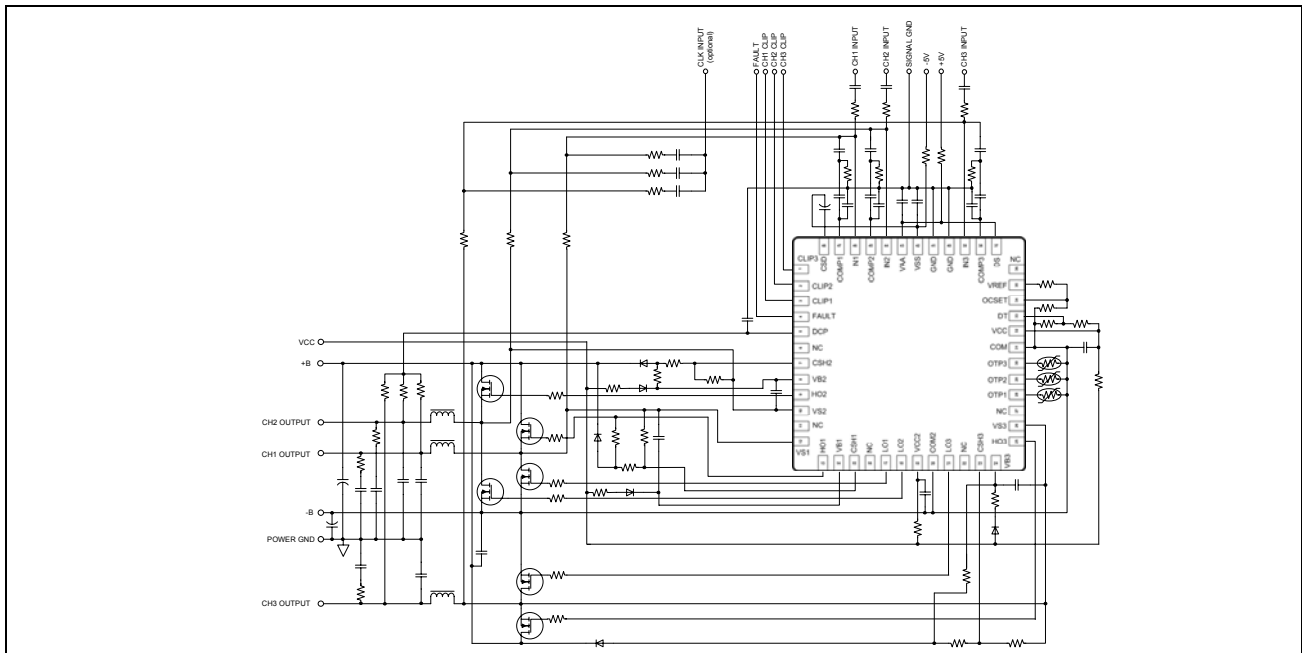 CLK INPUT
(optional)
FAULT
CH1 CLIP
CH2 CLIP
CH3 CLIP
CH1 INPUT
CH2 INPUT
SIGNAL GND
-5V
+5V
CH3 INPUT
CLIP3
CSD
COMP1
IN1
COMP2
IN2
VAA
VSS
GND
GND
IN3
COMP3
DS
NC
CLIP2
CLIP1
FAULT
DCP
NC
CSH2
VB2
HO2
VS2
NC
VS1
VREF
OCSET
DT
VCC
COM
OTP3
OTP2
OTP1
NC
VS3
HO3
HO1
VB1
CSH1
NC
LO1
LO2
VCC2
COM2
LO3
NC
CSH3
VB3
VCC
+B
CH2 OUTPUT
CH1 OUTPUT
-B
POWER GND
CH3 OUTPUT